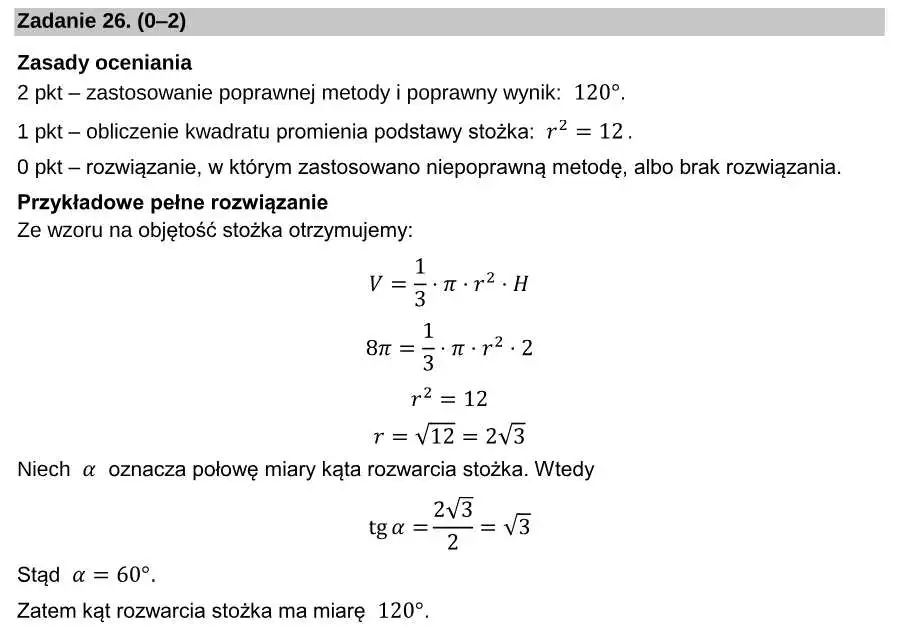 Zadanie 26. (0–2)
Zasady oceniania
2 pkt – zastosowanie poprawnej metody i poprawny wynik: 120°.
1 pkt – obliczenie kwadratu promienia podstawy stożka: r² = 12 .
0 pkt – rozwiązanie, w którym zastosowano niepoprawną metodę, albo brak rozwiązania.
Przykładowe pełne rozwiązanie
Ze wzoru na objętość stożka otrzymujemy:
V = 1/3 · π · r² · H
8π = 1/3 · π · r² · 2
r² = 12
r = √12 = 2√3
Niech α oznacza połowę miary kąta rozwarcia stożka. Wtedy
tg α = 2√3/2 = √3
Stąd α = 60°.
Zatem kąt rozwarcia stożka ma miarę 120°.